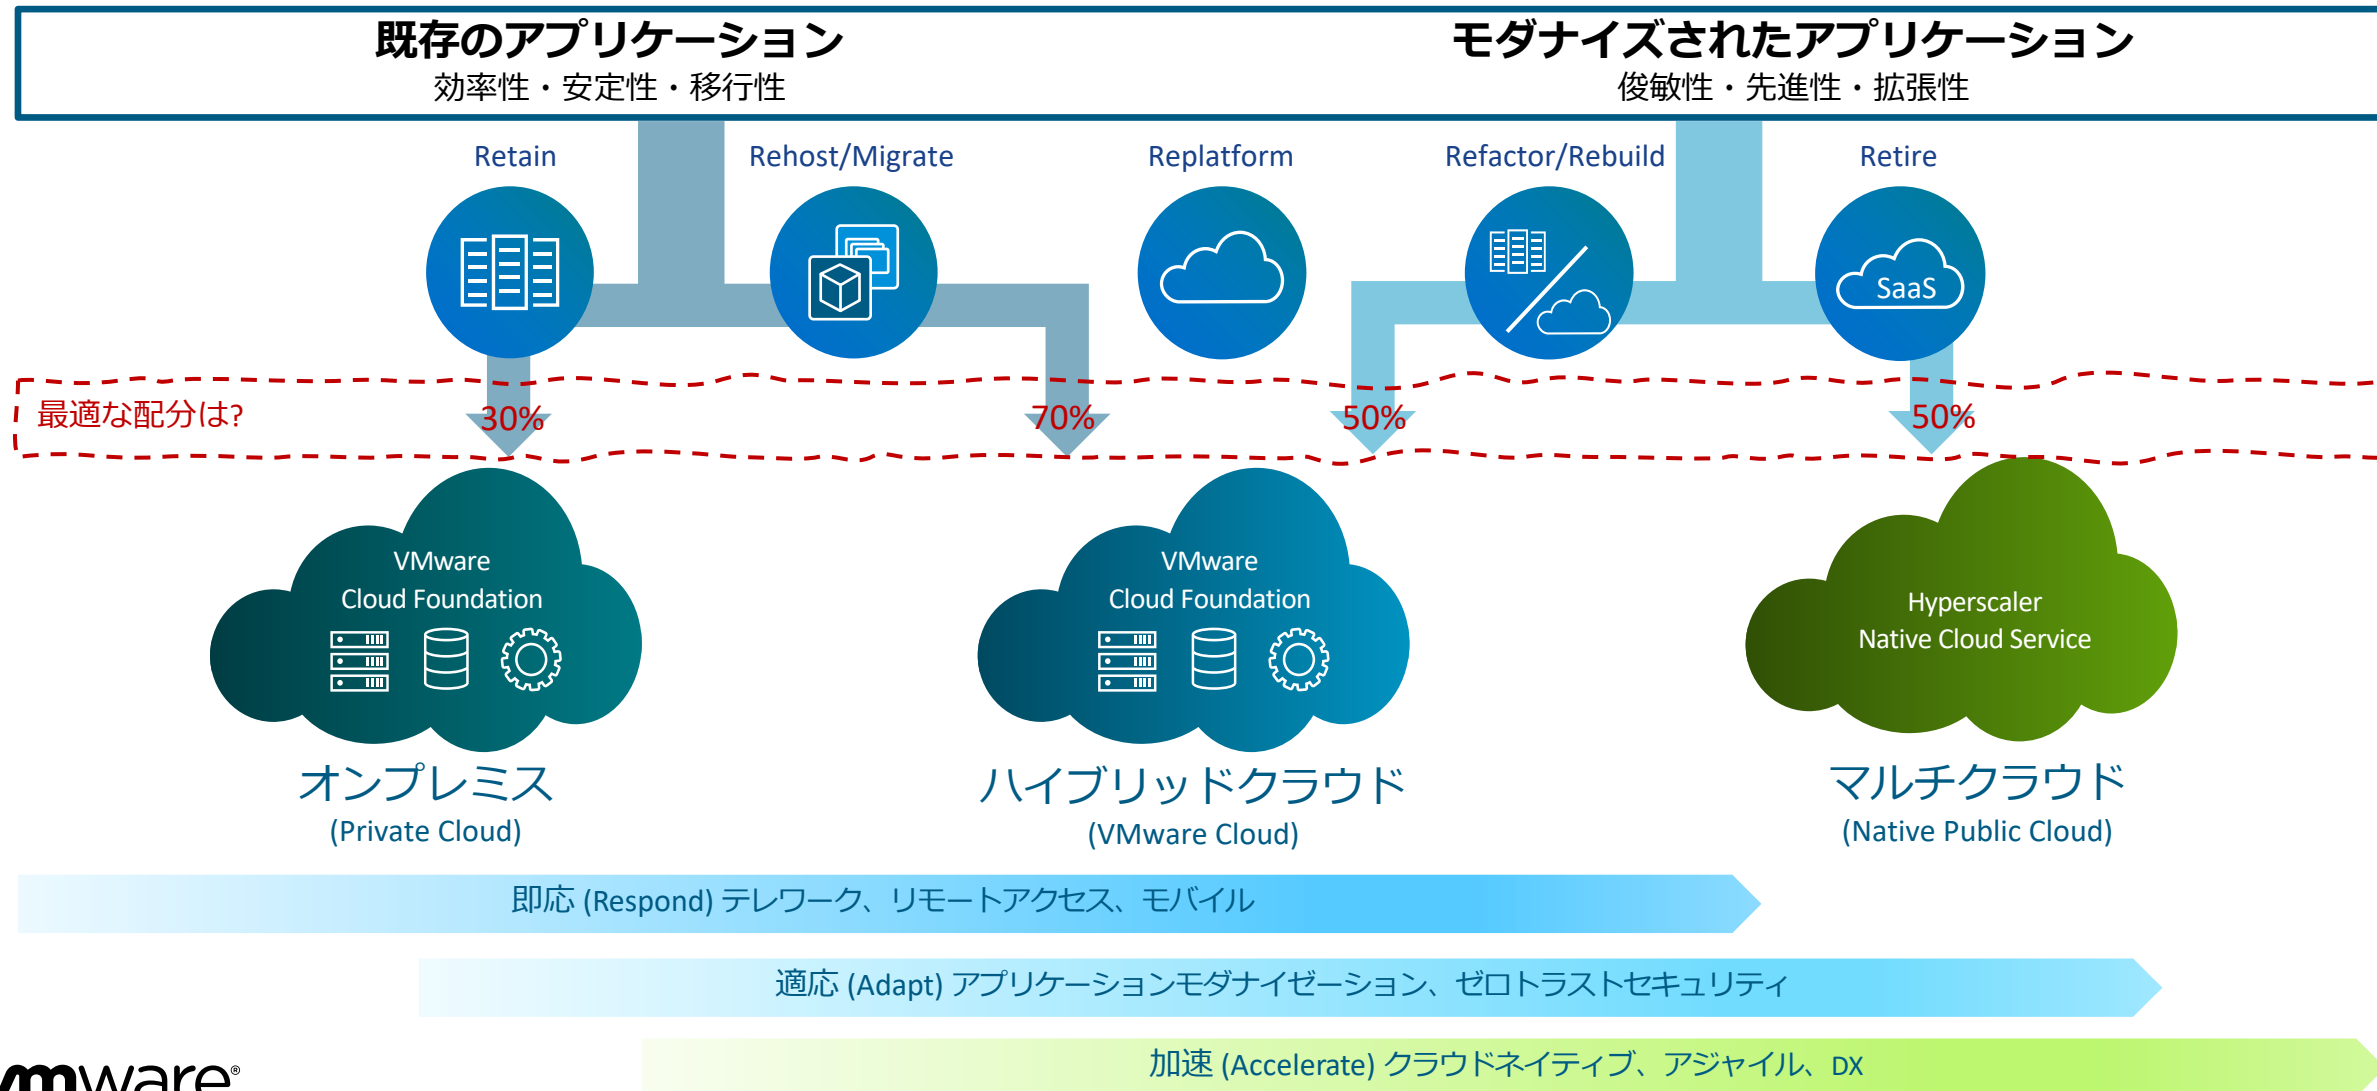 既存のアプリケーション
効率性・安定性・移行性
モダナイズされたアプリケーション
俊敏性・先進性・拡張性
Retain
Rehost/Migrate
Replatform
Refactor/Rebuild
Retire
SaaS
最適な配分は?
30%
70%
50%
50%
VMware
Cloud Foundation
VMware
Cloud Foundation
Hyperscaler
Native Cloud Service
オンプレミス
(Private Cloud)
ハイブリッドクラウド
(VMware Cloud)
マルチクラウド
(Native Public Cloud)
即応 (Respond) テレワーク、リモートアクセス、モバイル
適応 (Adapt) アプリケーションモダナイゼーション、ゼロトラストセキュリティ
加速 (Accelerate) クラウドネイティブ、アジャイル、DX
vmware®